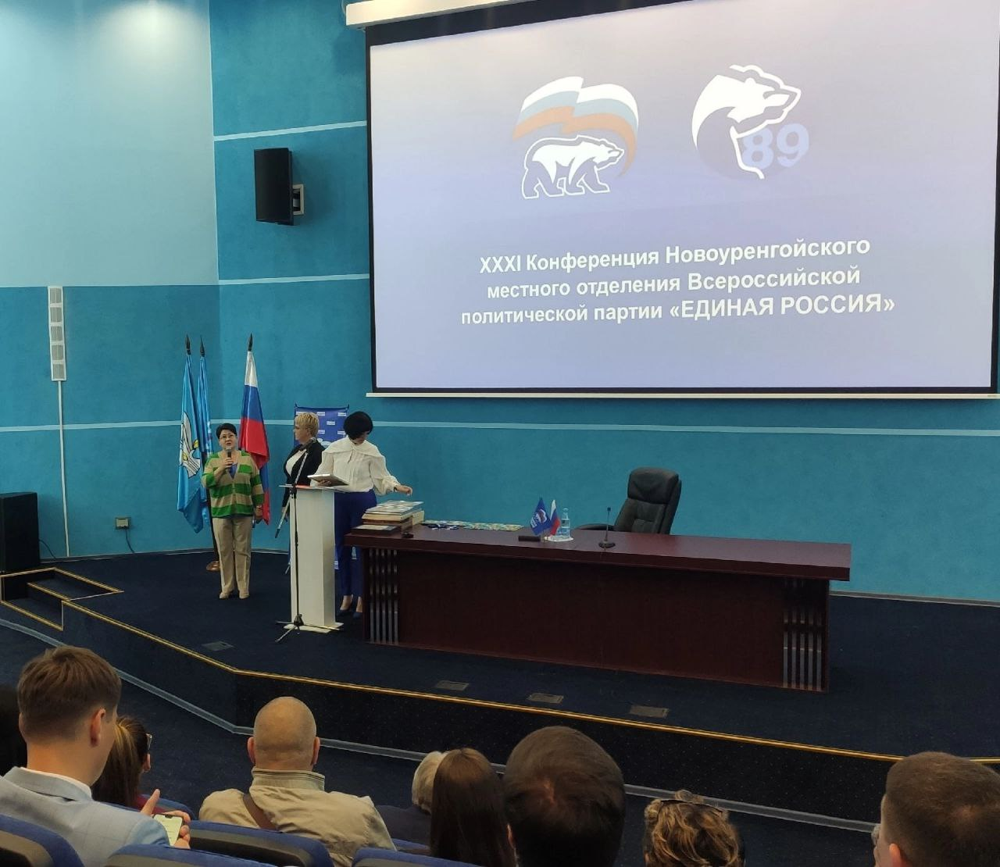 89
XXXI Конференция Новоуренгойского
местного отделения Всероссийской
политической партии «ЕДИНАЯ РОССИЯ»